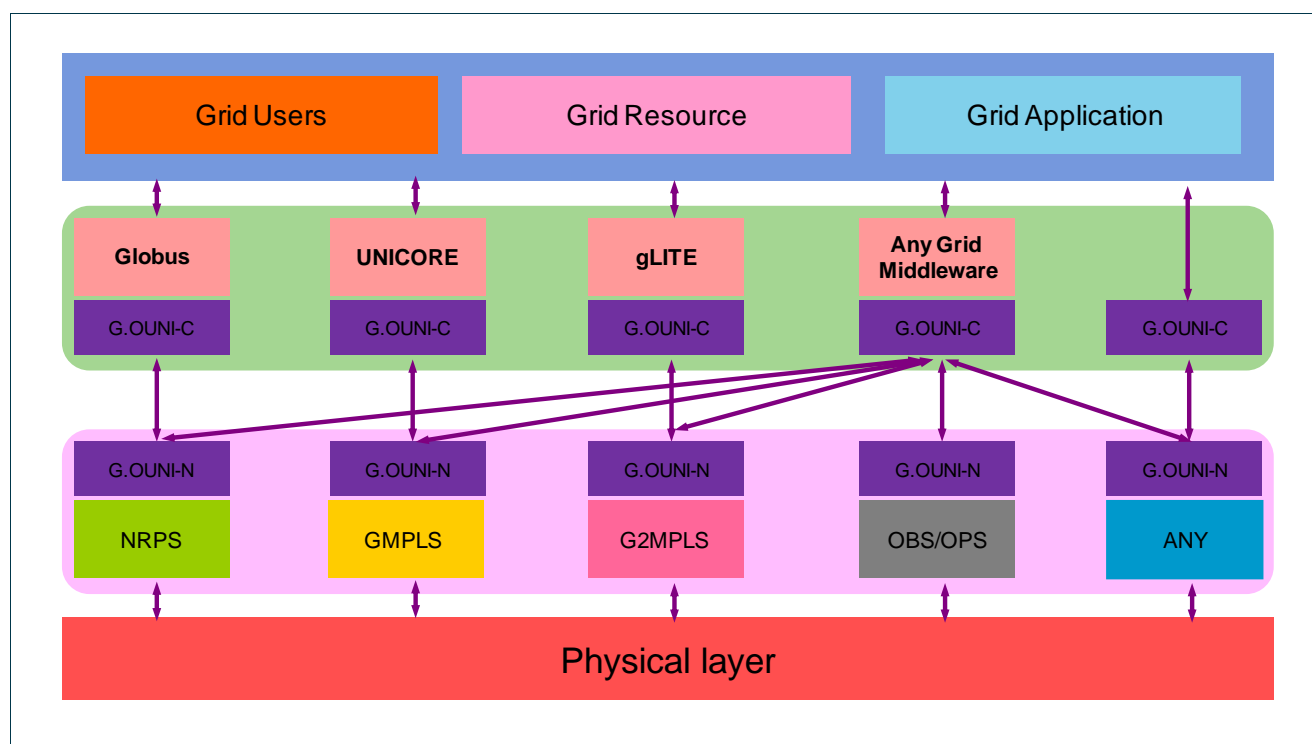 Grid Users
Grid Resource
Grid Application
Globus
UNICORE
gLITE
Any Grid
Middleware
G.OUNI-C
G.OUNI-C
G.OUNI-C
G.OUNI-C
G.OUNI-C
G.OUNI-N
G.OUNI-N
G.OUNI-N
G.OUNI-N
G.OUNI-N
NRPS
GMPLS
G2MPLS
OBS/OPS
ANY
Physical layer